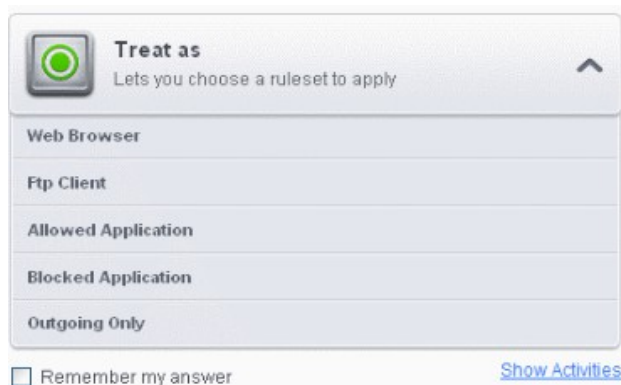 Treat as
Lets you choose a ruleset to apply
Web Browser
Ftp Client
Allowed Application
Blocked Application
Outgoing Only
Remember my answer
Show Activities